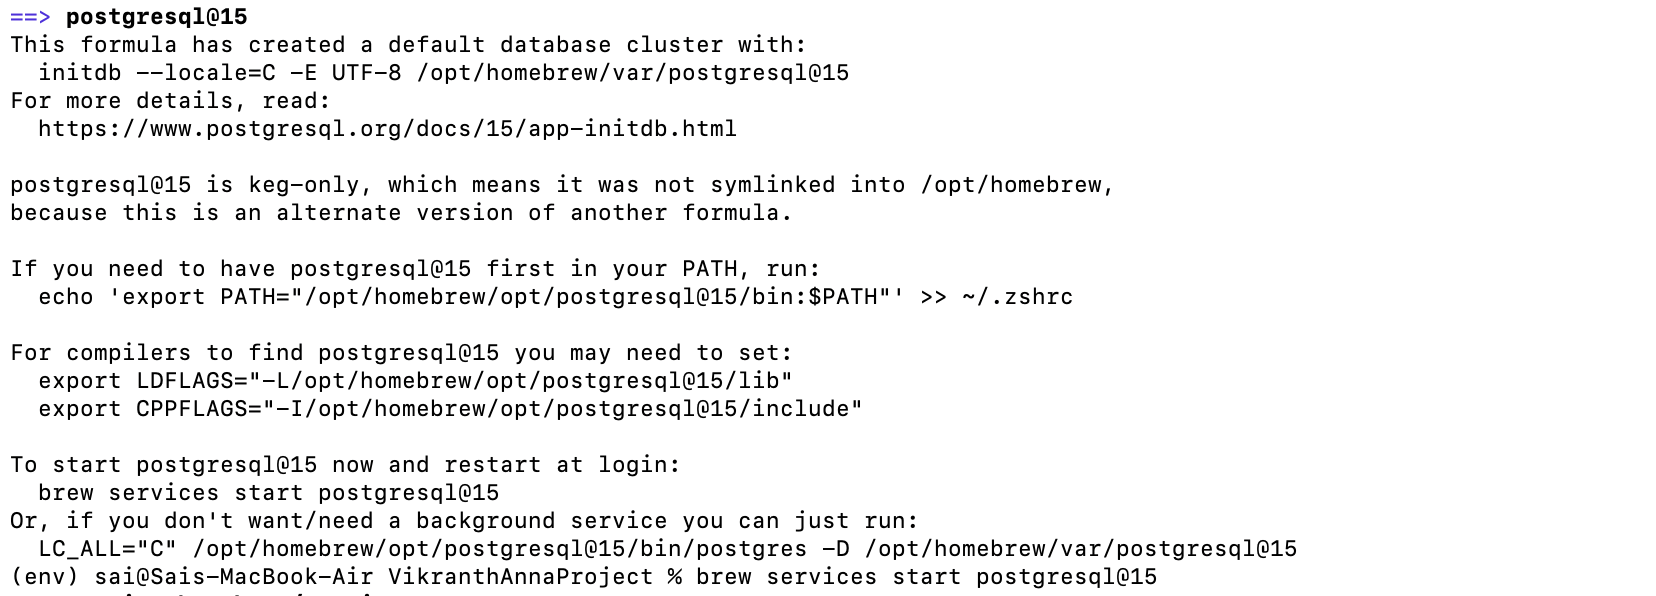 ==> postgresql@15
This formula has created a default database cluster with:
  initdb --locale=C -E UTF-8 /opt/homebrew/var/postgresql@15
For more details, read:
  https://www.postgresql.org/docs/15/app-initdb.html

postgresql@15 is keg-only, which means it was not symlinked into /opt/homebrew,
because this is an alternate version of another formula.

If you need to have postgresql@15 first in your PATH, run:
  echo 'export PATH="/opt/homebrew/opt/postgresql@15/bin:$PATH"' >> ~/.zshrc

For compilers to find postgresql@15 you may need to set:
  export LDFLAGS="-L/opt/homebrew/opt/postgresql@15/lib"
  export CPPFLAGS="-I/opt/homebrew/opt/postgresql@15/include"

To start postgresql@15 now and restart at login:
  brew services start postgresql@15
Or, if you don't want/need a background service you can just run:
  LC_ALL="C" /opt/homebrew/opt/postgresql@15/bin/postgres -D /opt/homebrew/var/postgresql@15
(env) sai@Sais-MacBook-Air VikranthAnnaProject % brew services start postgresql@15